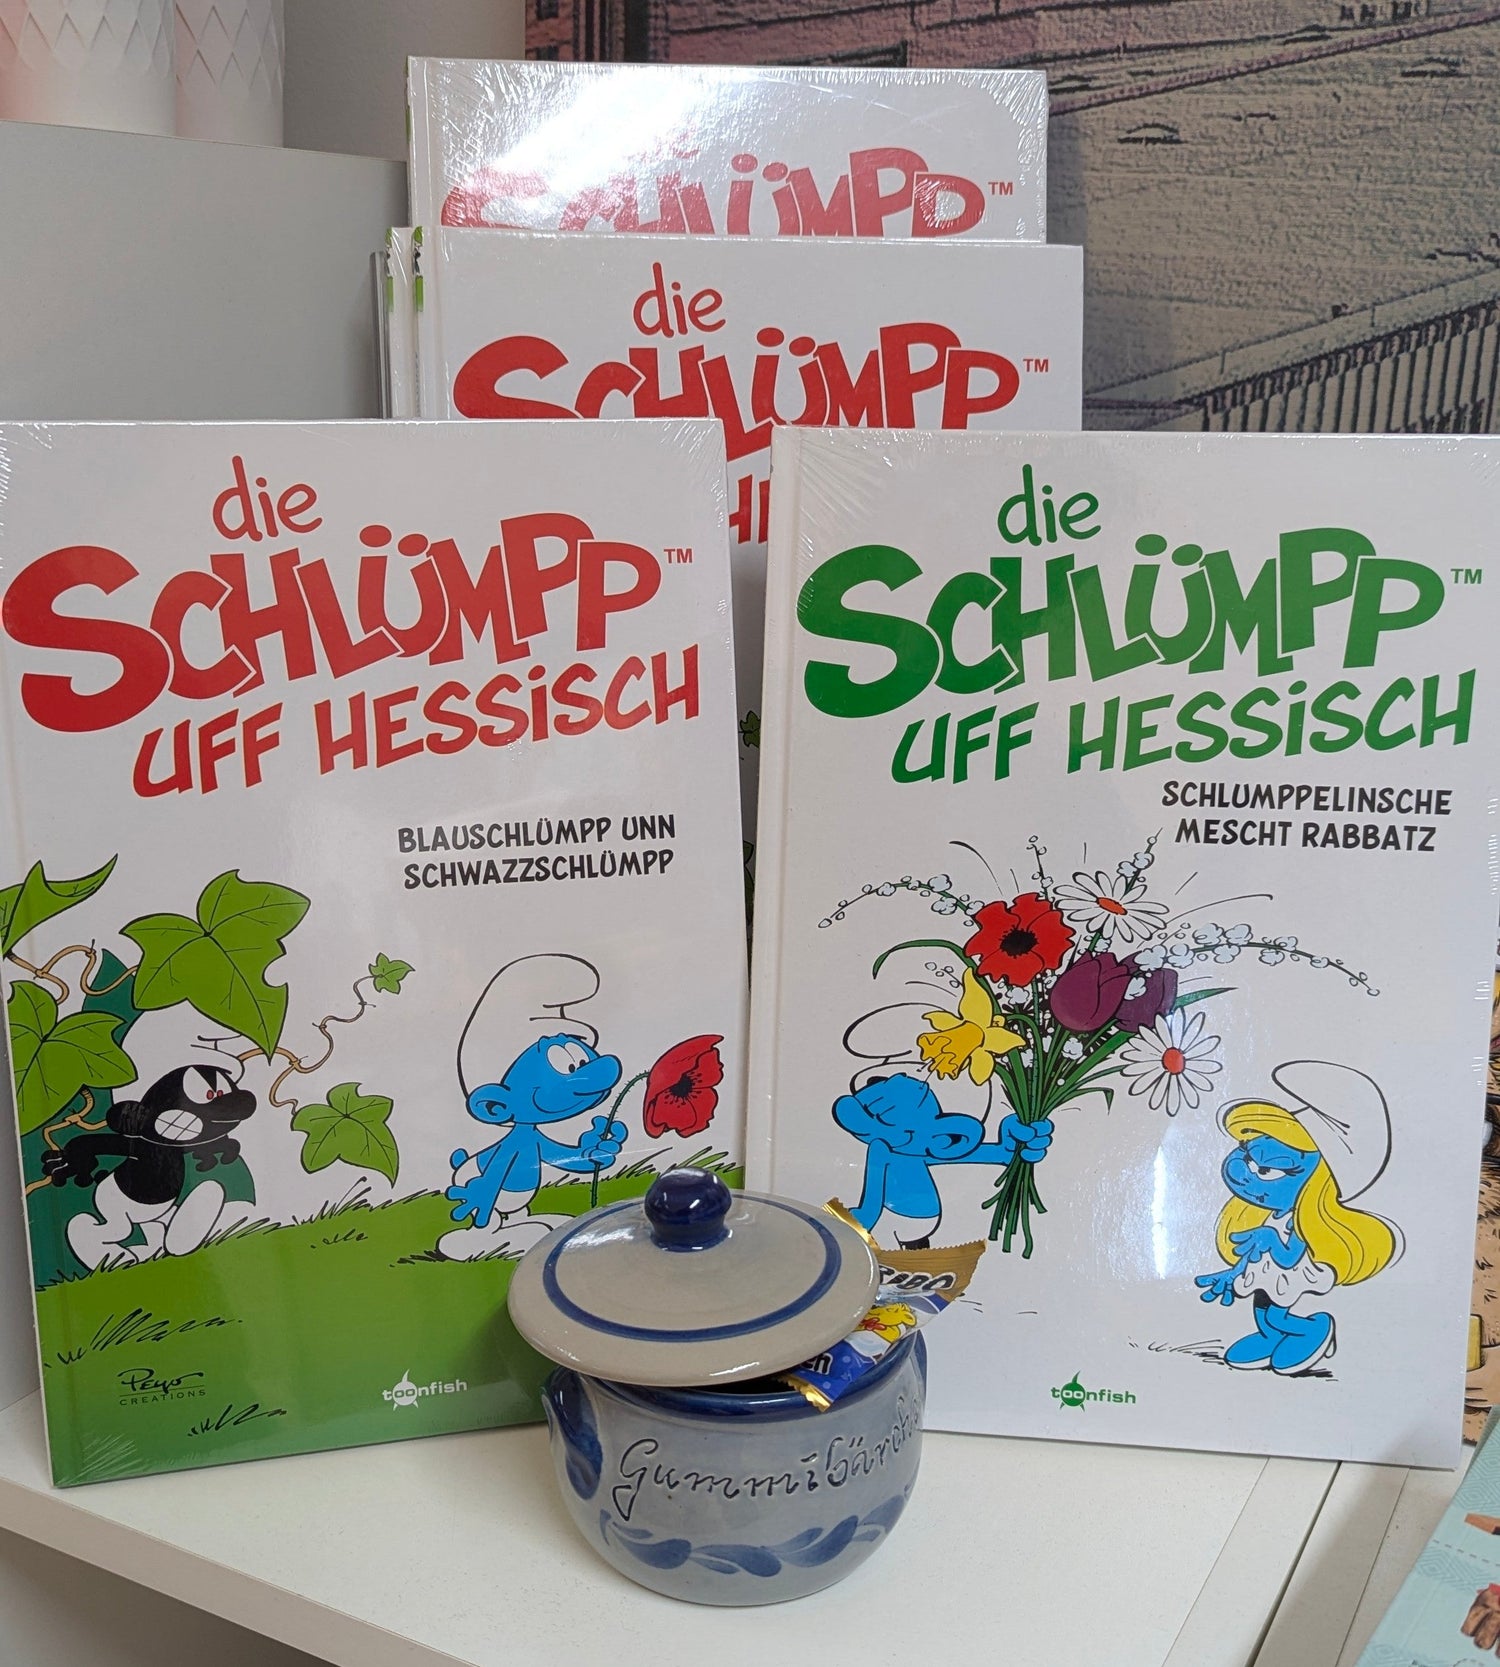 SCHLÜMPP™
die
SCHLÜMPP™
die
SCHLÜMPP™
UFF HESSISCH
BLAUSCHLÜMPP UNN
SCHWAZZSCHLÜMPP
Peyo
CREATIONS
toonfish
die
SCHLÜMPP™
UFF HESSISCH
SCHLUMPPELINSCHE
MESCHT RABBATZ
toonfish
Gummibärch